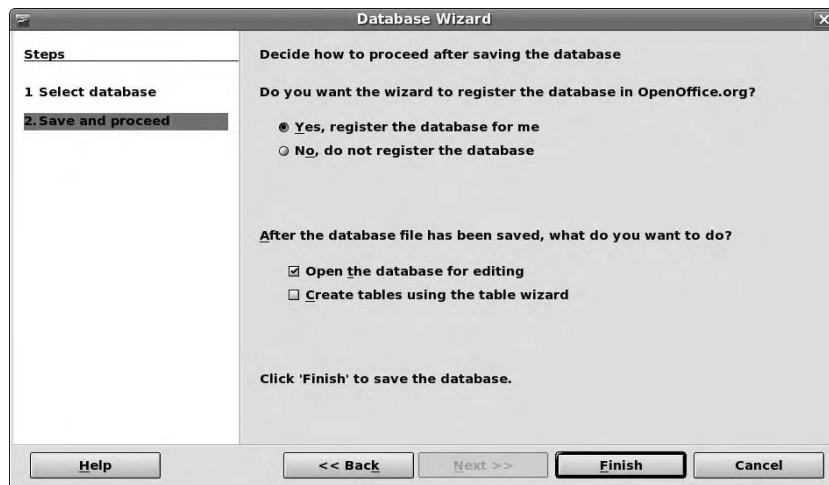 Database Wizard
Steps
1 Select database
2.Save and proceed
Decide how to proceed after saving the database
Do you want the wizard to register the database in OpenOffice.org?
Yes, register the database for me
No, do not register the database
After the database file has been saved, what do you want to do?
Open the database for editing
Create tables using the table wizard
Click 'Finish' to save the database.
Help
<< Back
Next >>
Finish
Cancel